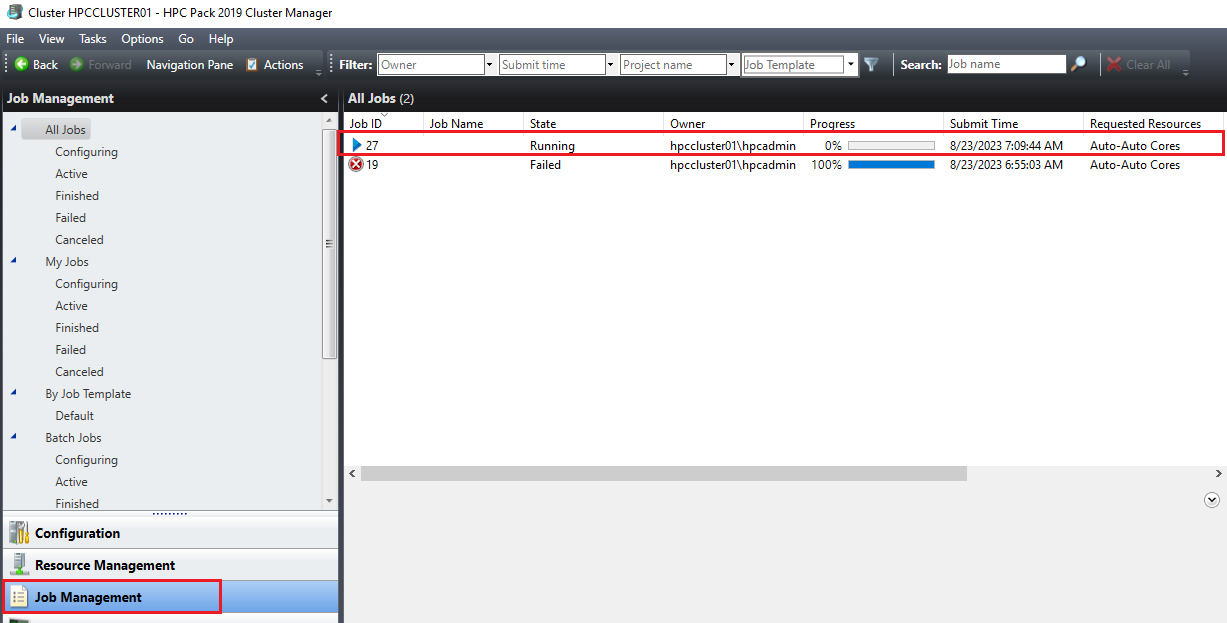 Cluster HPCCLUSTER01 - HPC Pack 2019 Cluster Manager
File View Tasks Options Go Help
Back Forward Navigation Pane Actions Filter: Owner Submit time Project name Job Template Search: Job name Clear All
Job Management
All Jobs
Configuring
Active
Finished
Failed
Canceled
My Jobs
Configuring
Active
Finished
Failed
Canceled
By Job Template
Default
Batch Jobs
Configuring
Active
Finished
Configuration
Resource Management
Job Management
All Jobs (2)
Job ID Job Name State Owner Progress Submit Time Requested Resources
27 Running hpccluster01\hpcadmin 0% 8/23/2023 7:09:44 AM Auto-Auto Cores
19 Failed hpccluster01\hpcadmin 100% 8/23/2023 6:55:03 AM Auto-Auto Cores